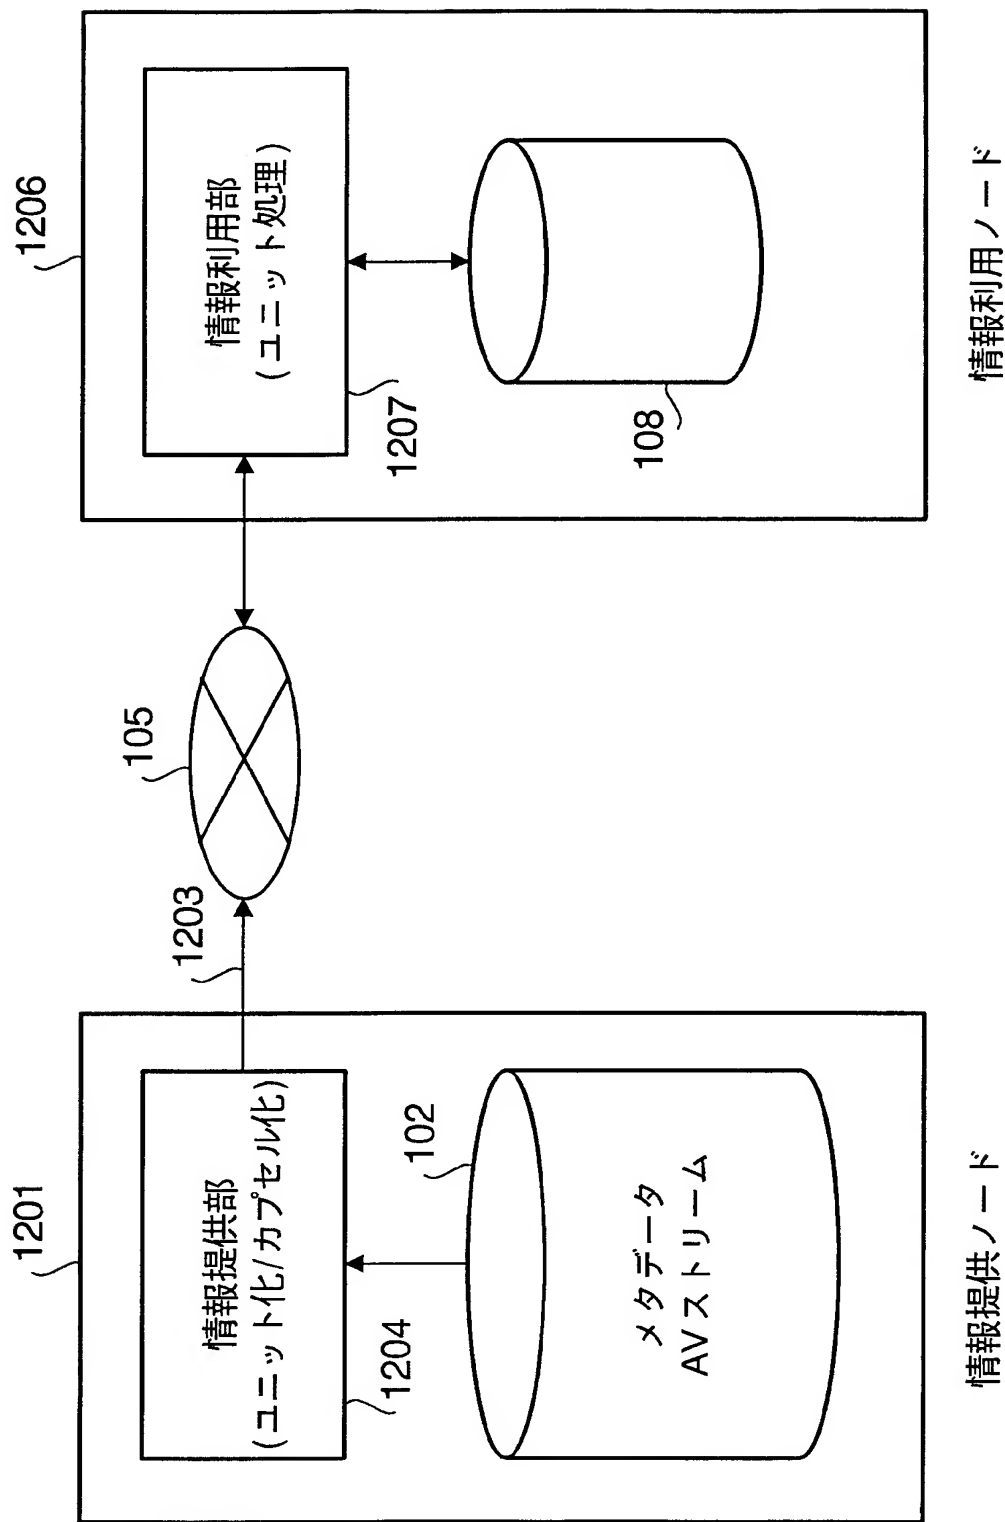 1201
情報提供部
(ユニット化/カプセル化)
1204
102
メタデータ
AVストリーム
情報提供ノード
1203
105
1206
情報利用部
(ユニット処理)
1207
108
情報利用ノード